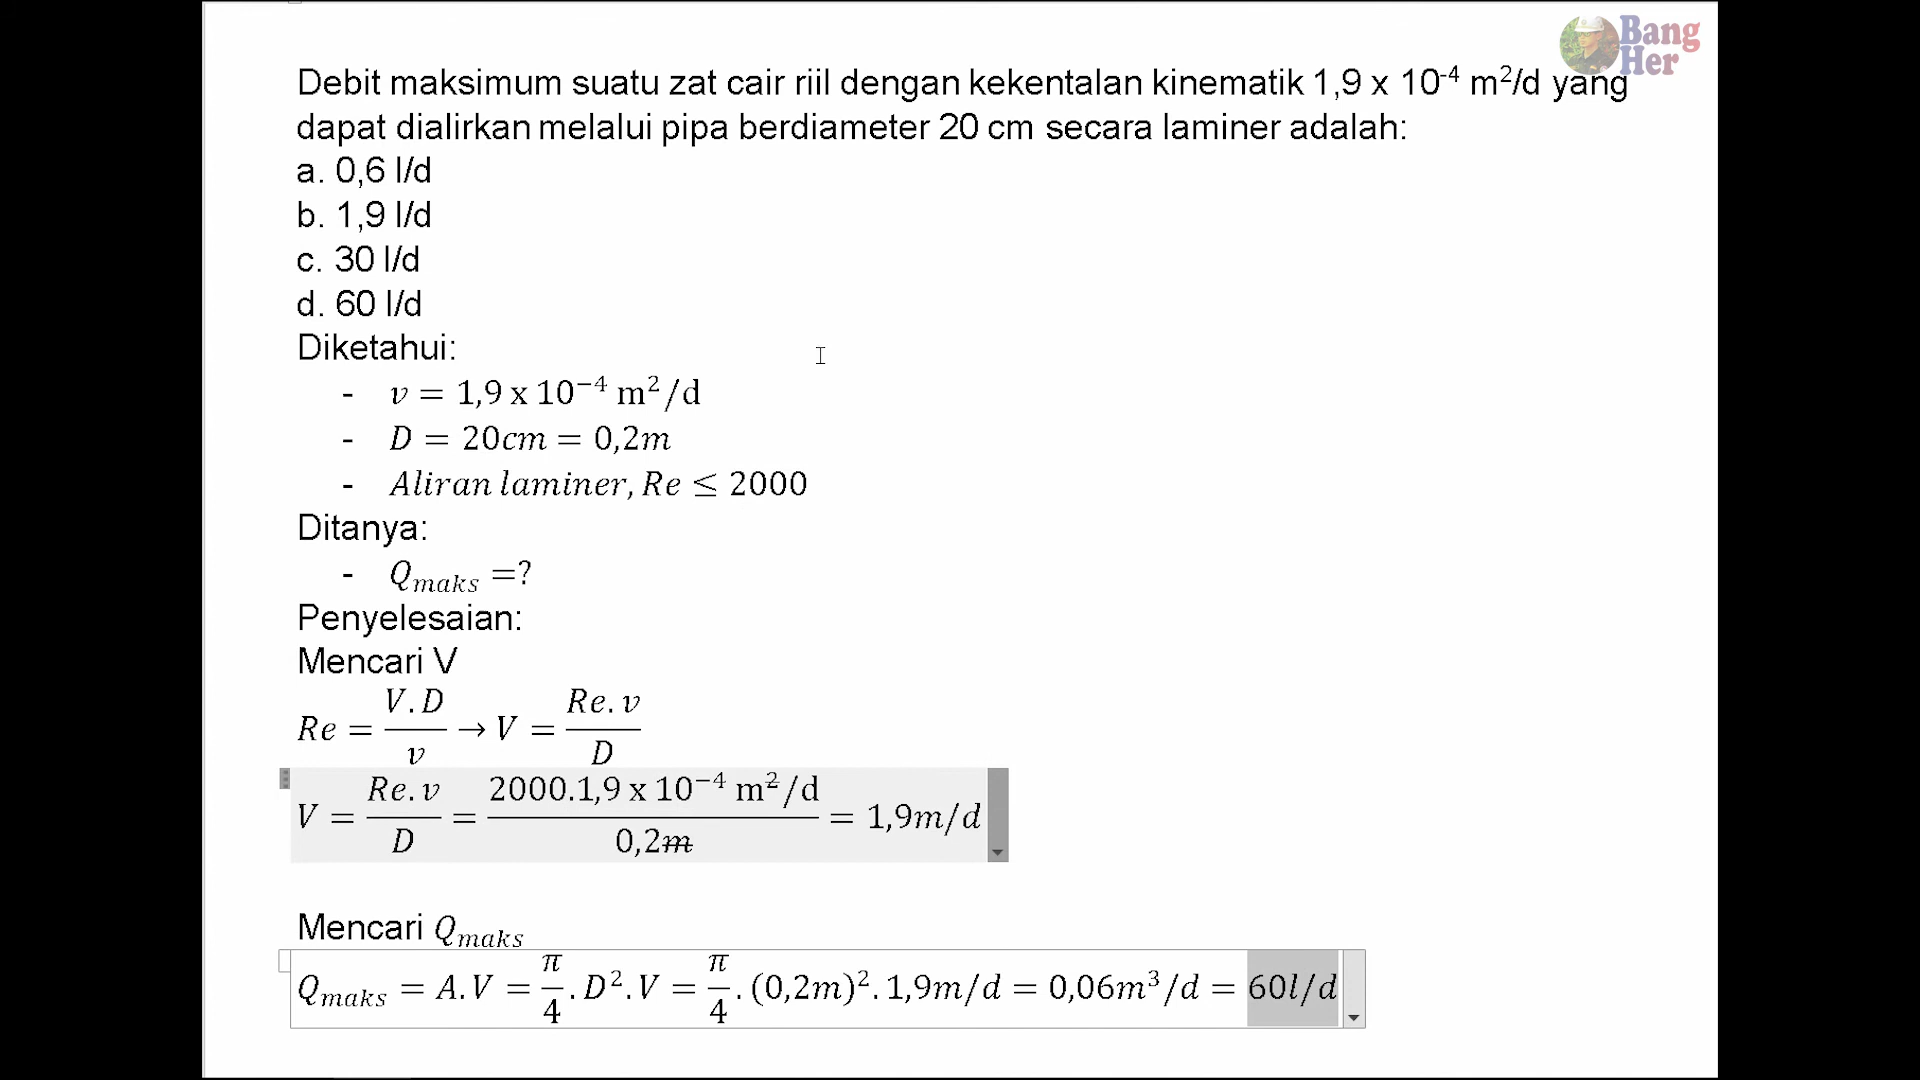 Bang
Her
Debit maksimum suatu zat cair riil dengan kekentalan kinematik 1,9 x 10⁻⁴ m²/d yang
dapat dialirkan melalui pipa berdiameter 20 cm secara laminer adalah:
a. 0,6 l/d
b. 1,9 l/d
c. 30 l/d
d. 60 l/d
Diketahui:
- v = 1,9 x 10⁻⁴ m²/d
- D = 20cm = 0,2m
- Aliran laminer, Re ≤ 2000
Ditanya:
- Q_maks =?
Penyelesaian:
Mencari V
Re = V.D/v → V = Re.v/D
V = Re.v/D = 2000.1,9 x 10⁻⁴ m²/d / 0,2m = 1,9m/d
Mencari Q_maks
Q_maks = A.V = π/4 . D². V = π/4 . (0,2m)². 1,9m/d = 0,06m³/d = 60l/d